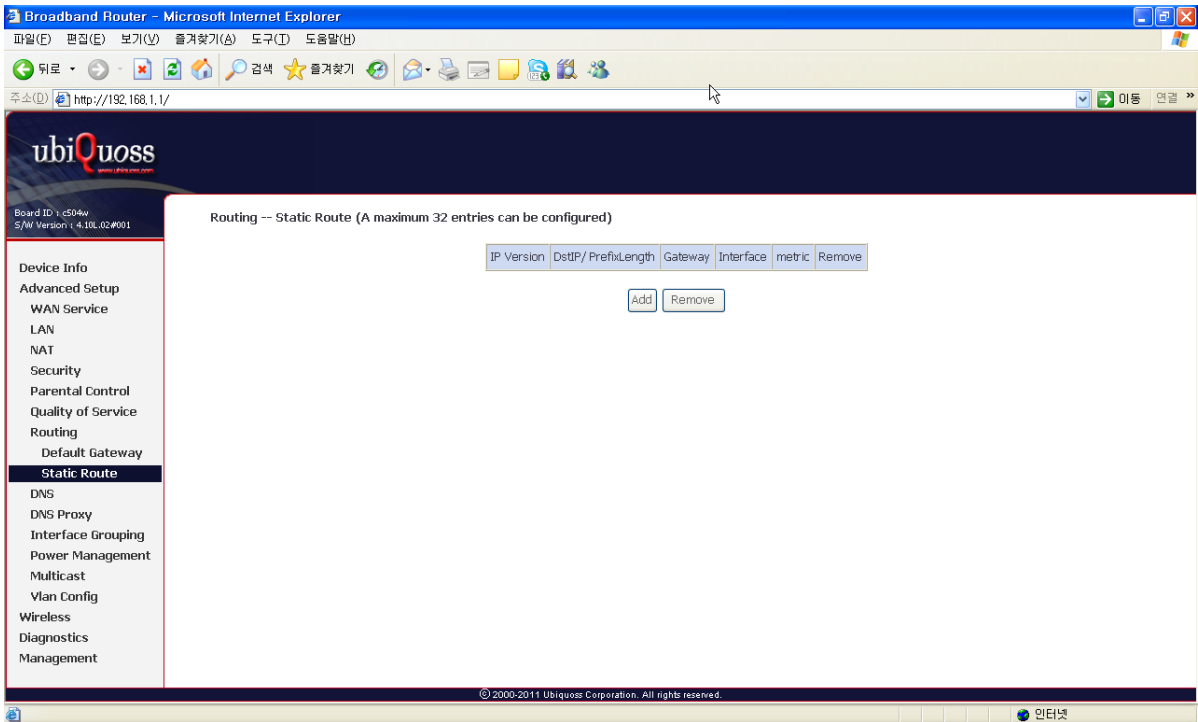 Broadband Router - Microsoft Internet Explorer
파일(F) 편집(E) 보기(V) 즐겨찾기(A) 도구(T) 도움말(H)
뒤로 검색 즐겨찾기
주소(D) http://192.168.1.1/ 이동 연결 »
ubiQuoss
www.ubiquoss.com
Board ID : c504w
S/W Version : 4.10L.02#001
Device Info
Advanced Setup
WAN Service
LAN
NAT
Security
Parental Control
Quality of Service
Routing
Default Gateway
Static Route
DNS
DNS Proxy
Interface Grouping
Power Management
Multicast
Vlan Config
Wireless
Diagnostics
Management
Routing -- Static Route (A maximum 32 entries can be configured)
IP Version DstIP/ PrefixLength Gateway Interface metric Remove
Add Remove
© 2000-2011 Ubiquoss Corporation. All rights reserved.
인터넷